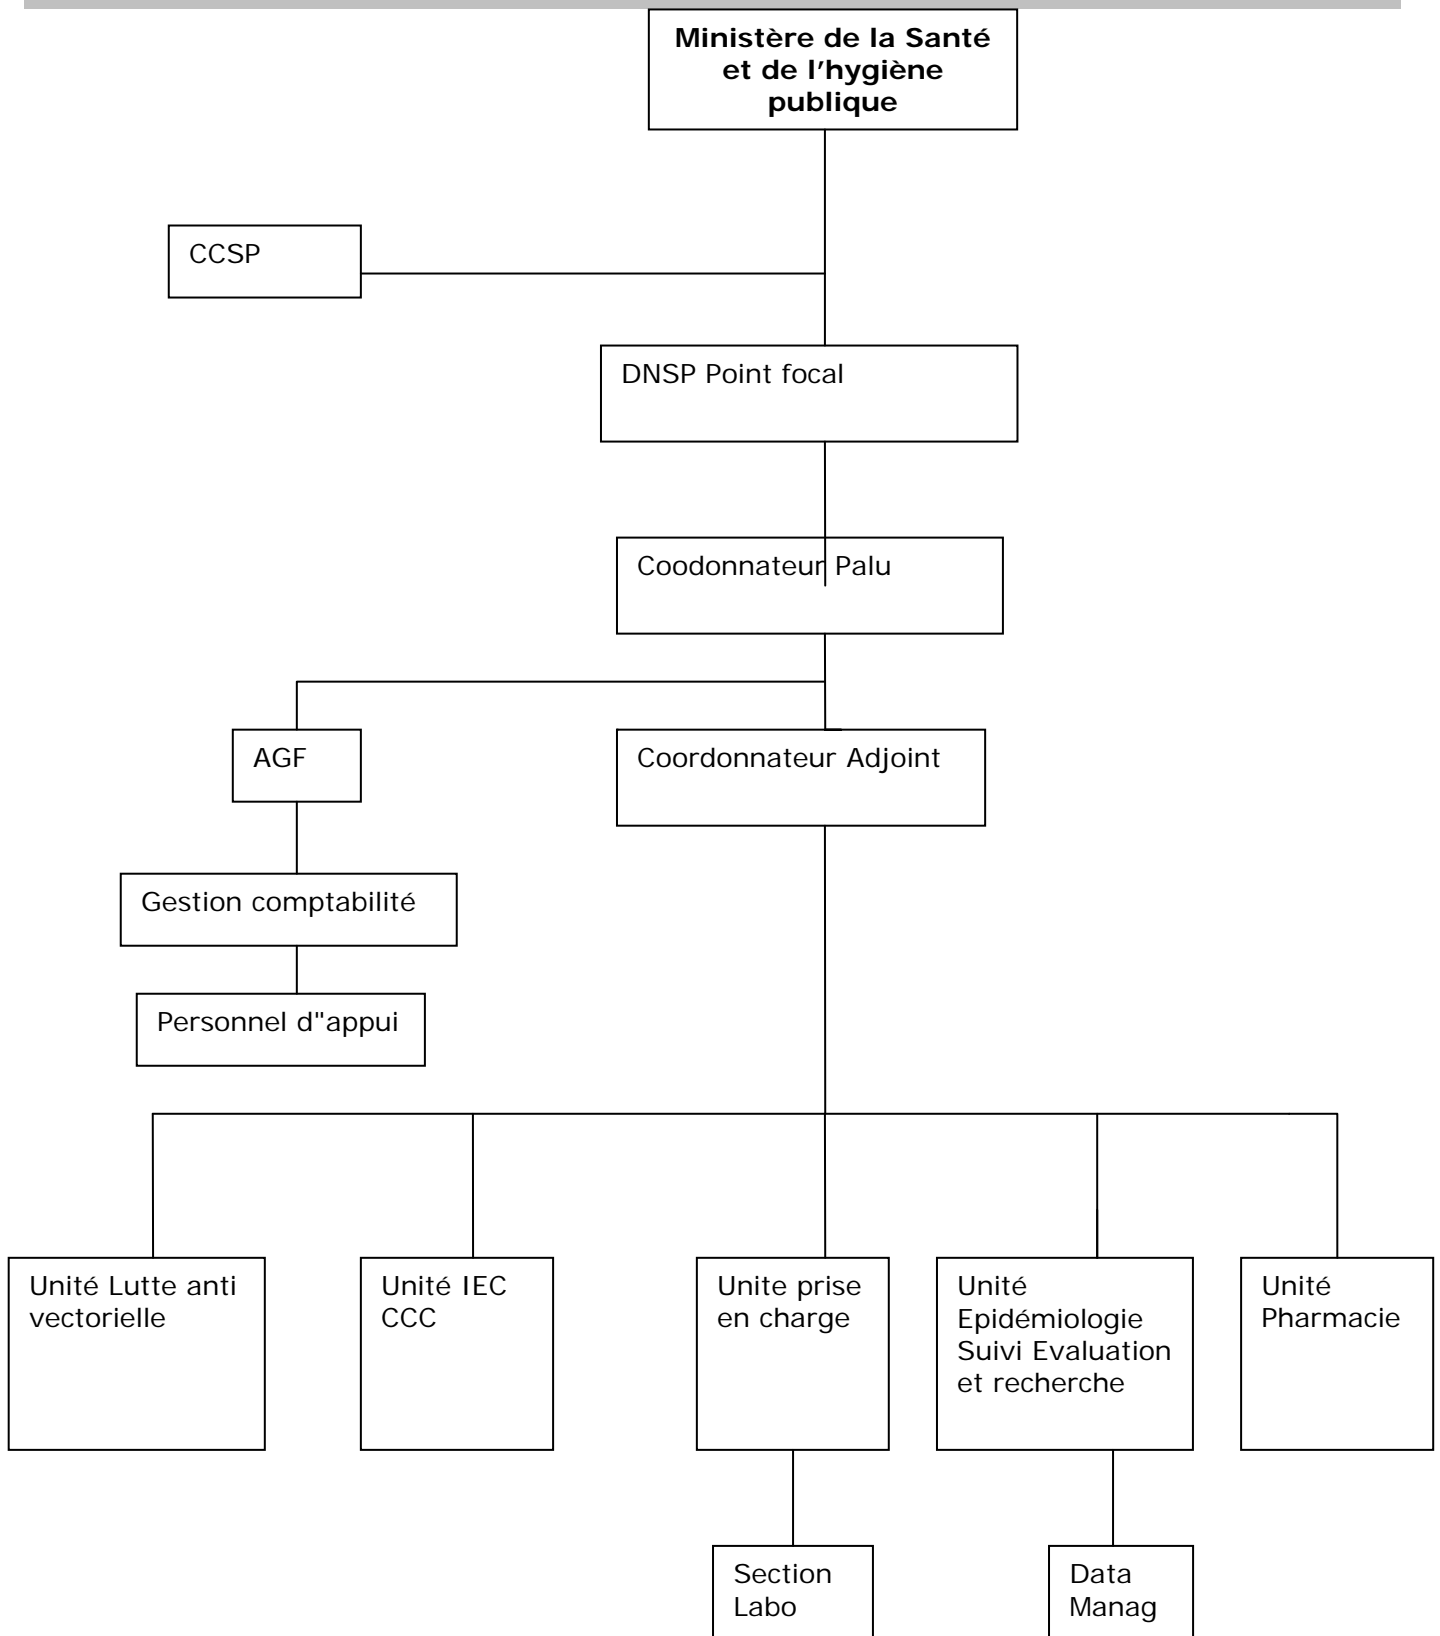 Ministère de la Santé
et de l’hygiène
publique
CCSP
DNSP Point focal
Coodonnateur Palu
AGF
Coordonnateur Adjoint
Gestion comptabilité
Personnel d"appui
Unité Lutte anti
vectorielle
Unité IEC
CCC
Unite prise
en charge
Unité
Epidémiologie
Suivi Evaluation
et recherche
Unité
Pharmacie
Section
Labo
Data
Manag